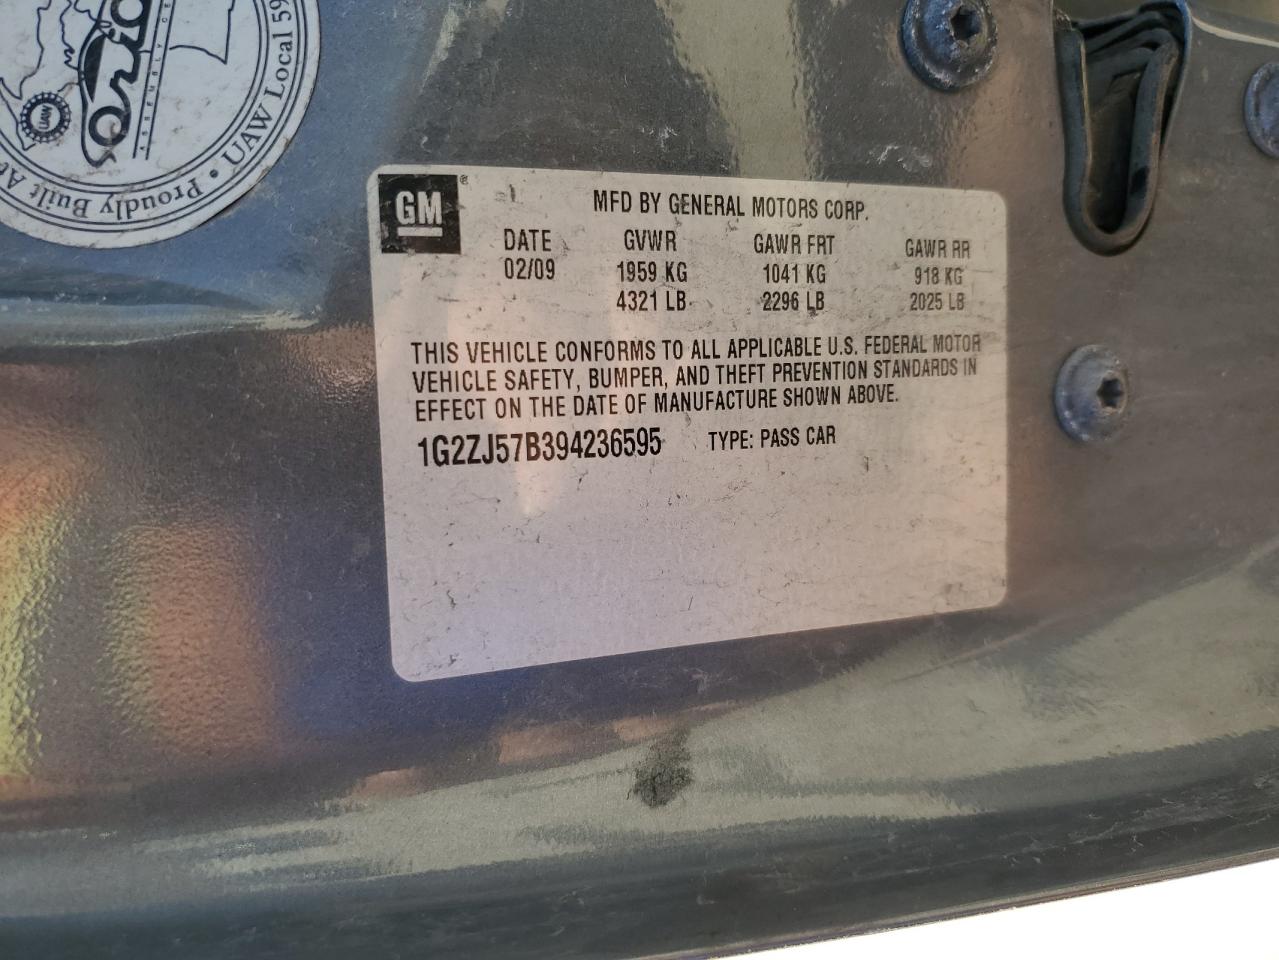 Orion
ASSEMBLY
UAW
Proudly Built
• UAW Local 59
GM
®
MFD BY GENERAL MOTORS CORP.
DATE GVWR GAWR FRT GAWR RR
02/09 1959 KG 1041 KG 918 KG
4321 LB 2296 LB 2025 LB
THIS VEHICLE CONFORMS TO ALL APPLICABLE U.S. FEDERAL MOTOR
VEHICLE SAFETY, BUMPER, AND THEFT PREVENTION STANDARDS IN
EFFECT ON THE DATE OF MANUFACTURE SHOWN ABOVE.
1G2ZJ57B394236595 TYPE: PASS CAR